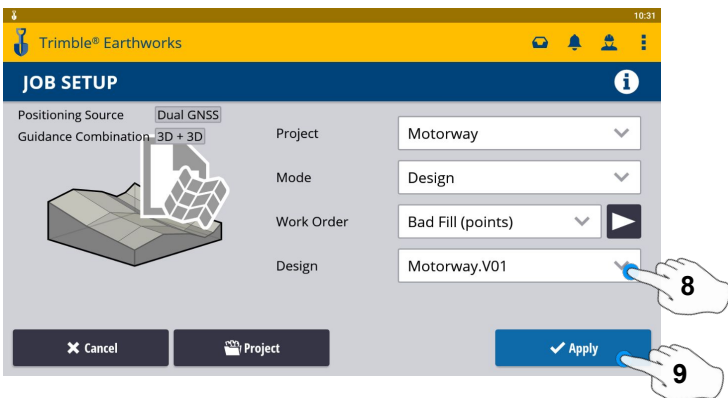 10:31
Trimble® Earthworks
JOB SETUP
Positioning Source Dual GNSS
Guidance Combination 3D + 3D
Project Motorway
Mode Design
Work Order Bad Fill (points)
Design Motorway.V01
8
Cancel Project Apply
9